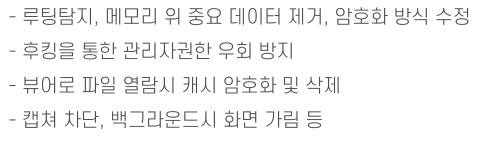 - 루팅탐지, 메모리 위 중요 데이터 제거, 암호화 방식 수정
- 후킹을 통한 관리자권한 우회 방지
- 뷰어로 파일 열람시 캐시 암호화 및 삭제
- 캡쳐 차단, 백그라운드시 화면 가림 등